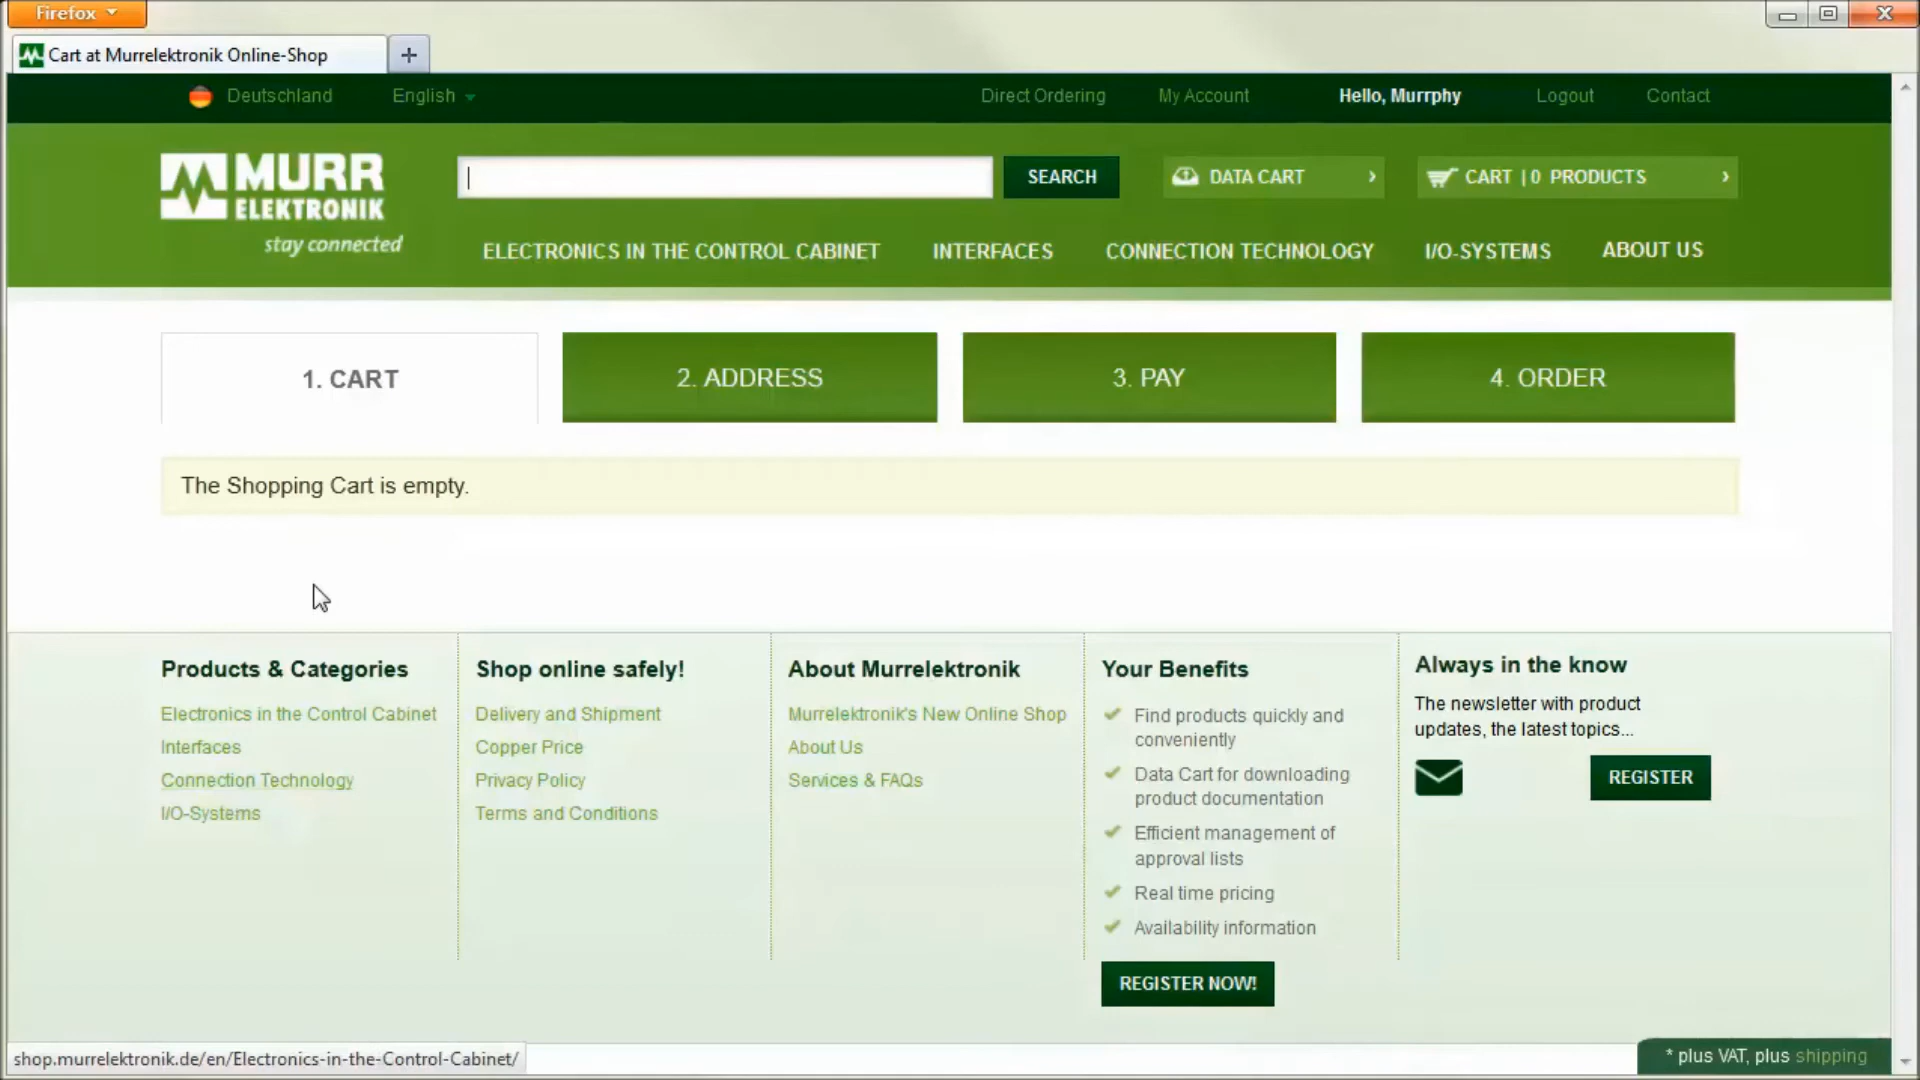 Firefox
Cart at Murrelektronik Online-Shop
Deutschland
English
Direct Ordering
My Account
Hello, Murrphy
Logout
Contact
MURR
ELEKTRONIK
stay connected
SEARCH
DATA CART
CART | 0 PRODUCTS
ELECTRONICS IN THE CONTROL CABINET
INTERFACES
CONNECTION TECHNOLOGY
I/O-SYSTEMS
ABOUT US
1. CART
2. ADDRESS
3. PAY
4. ORDER
The Shopping Cart is empty.
Products & Categories
Electronics in the Control Cabinet
Interfaces
Connection Technology
I/O-Systems
Shop online safely!
Delivery and Shipment
Copper Price
Privacy Policy
Terms and Conditions
About Murrelektronik
Murrelektronik's New Online Shop
About Us
Services & FAQs
Your Benefits
Find products quickly and
conveniently
Data Cart for downloading
product documentation
Efficient management of
approval lists
Real time pricing
Availability information
REGISTER NOW!
Always in the know
The newsletter with product
updates, the latest topics...
REGISTER
shop.murrelektronik.de/en/Electronics-in-the-Control-Cabinet/
* plus VAT, plus shipping